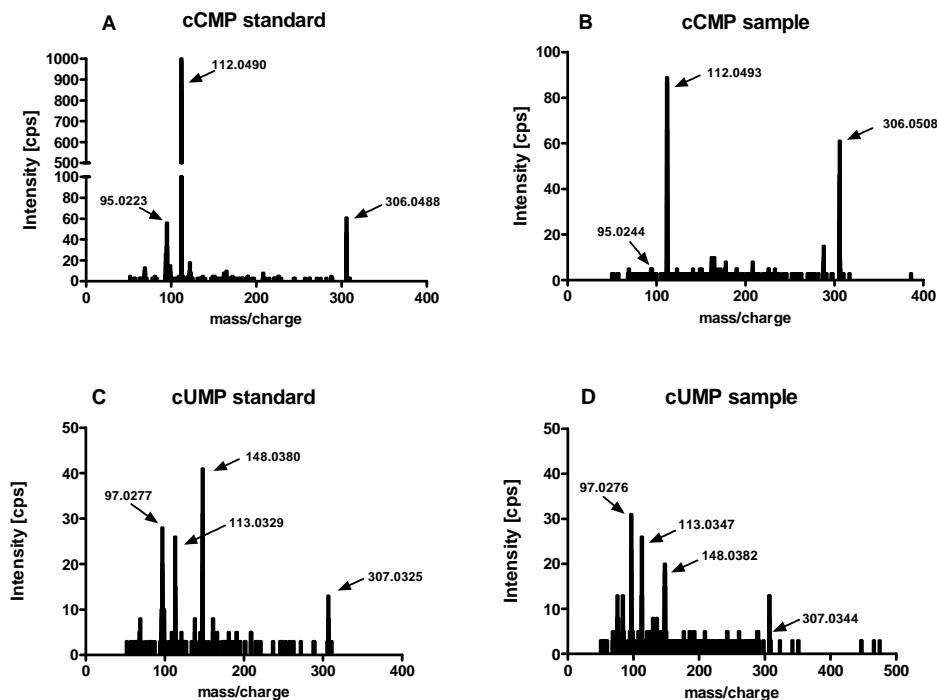 A cCMP standard
Intensity [cps]
1000
900
800
700
600
500
100
80
60
40
20
0
112.0490
95.0223
306.0488
0 100 200 300 400
mass/charge
B cCMP sample
Intensity [cps]
100
80
60
40
20
0
112.0493
306.0508
95.0244
0 100 200 300 400
mass/charge
C cUMP standard
Intensity [cps]
50
40
30
20
10
0
148.0380
97.0277
113.0329
307.0325
0 100 200 300 400
mass/charge
D cUMP sample
Intensity [cps]
50
40
30
20
10
0
97.0276
113.0347
148.0382
307.0344
0 100 200 300 400 500
mass/charge